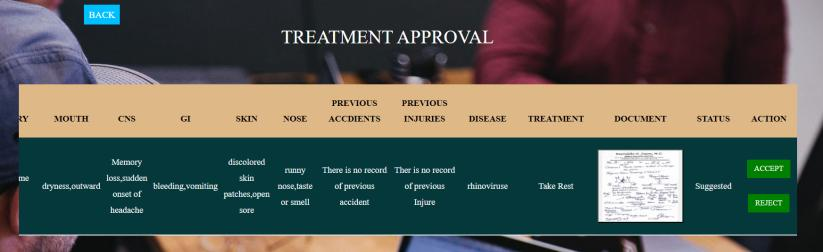 BACK
TREATMENT APPROVAL
RY MOUTH CNS GI SKIN NOSE PREVIOUS ACCDIENTS PREVIOUS INJURIES DISEASE TREATMENT DOCUMENT STATUS ACTION
me
dryness,outward
Memory
loss,sudden
onset of
headache
bleeding,vomiting
discolored
skin
patches,open
sore
runny
nose,taste
or smell
There is no record
of previous
accident
Ther is no record
of previous
Injure
rhinoviruse
Take Rest
Suggested
ACCEPT
REJECT